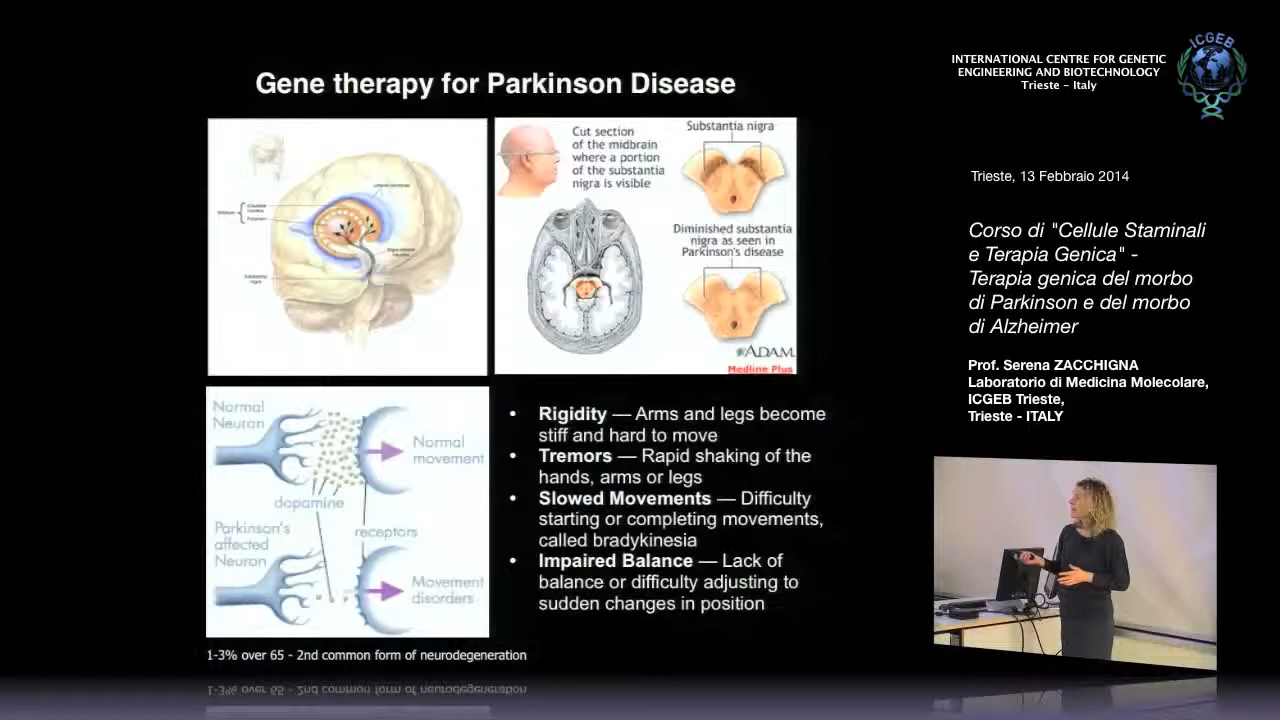 Gene therapy for Parkinson Disease
Cut section
of the midbrain
where a portion
of the substantia
nigra is visible
Substantia nigra
Diminished substantia
nigra as seen in
Parkinson's disease
ADAM.
Medline Plus
Normal
Neuron
Normal
movement
dopamine
Parkinson's
affected
Neuron
receptors
Movement
disorders
• Rigidity — Arms and legs become
stiff and hard to move
• Tremors — Rapid shaking of the
hands, arms or legs
• Slowed Movements — Difficulty
starting or completing movements,
called bradykinesia
• Impaired Balance — Lack of
balance or difficulty adjusting to
sudden changes in position
1-3% over 65 - 2nd common form of neurodegeneration
INTERNATIONAL CENTRE FOR GENETIC
ENGINEERING AND BIOTECHNOLOGY
Trieste - Italy
ICGEB
Trieste, 13 Febbraio 2014
Corso di "Cellule Staminali
e Terapia Genica" -
Terapia genica del morbo
di Parkinson e del morbo
di Alzheimer
Prof. Serena ZACCHIGNA
Laboratorio di Medicina Molecolare,
ICGEB Trieste,
Trieste - ITALY